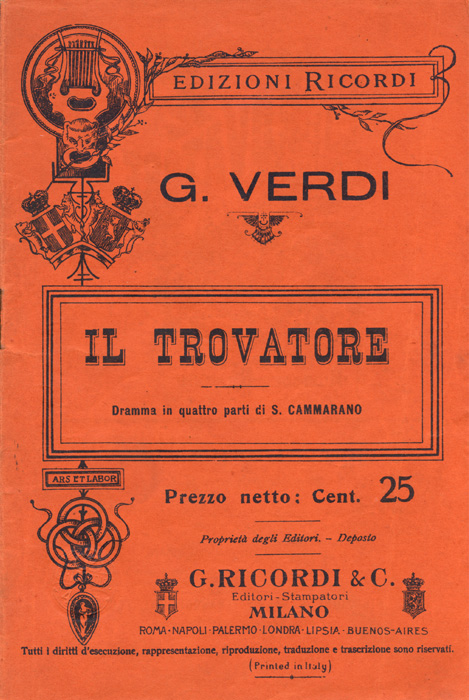 EDIZIONI RICORDI
G. VERDI
IL TROVATORE
Dramma in quattro parti di S. CAMMARANO
ARS ET LABOR
Prezzo netto: Cent. 25
Proprietà degli Editori. - Deposto
G. RICORDI & C.
Editori - Stampatori
MILANO
ROMA - NAPOLI - PALERMO - LONDRA - LIPSIA - BUENOS-AIRES
Tutti i diritti d'esecuzione, rappresentazione, riproduzione, traduzione e trascrizione sono riservati.
(Printed in Italy)